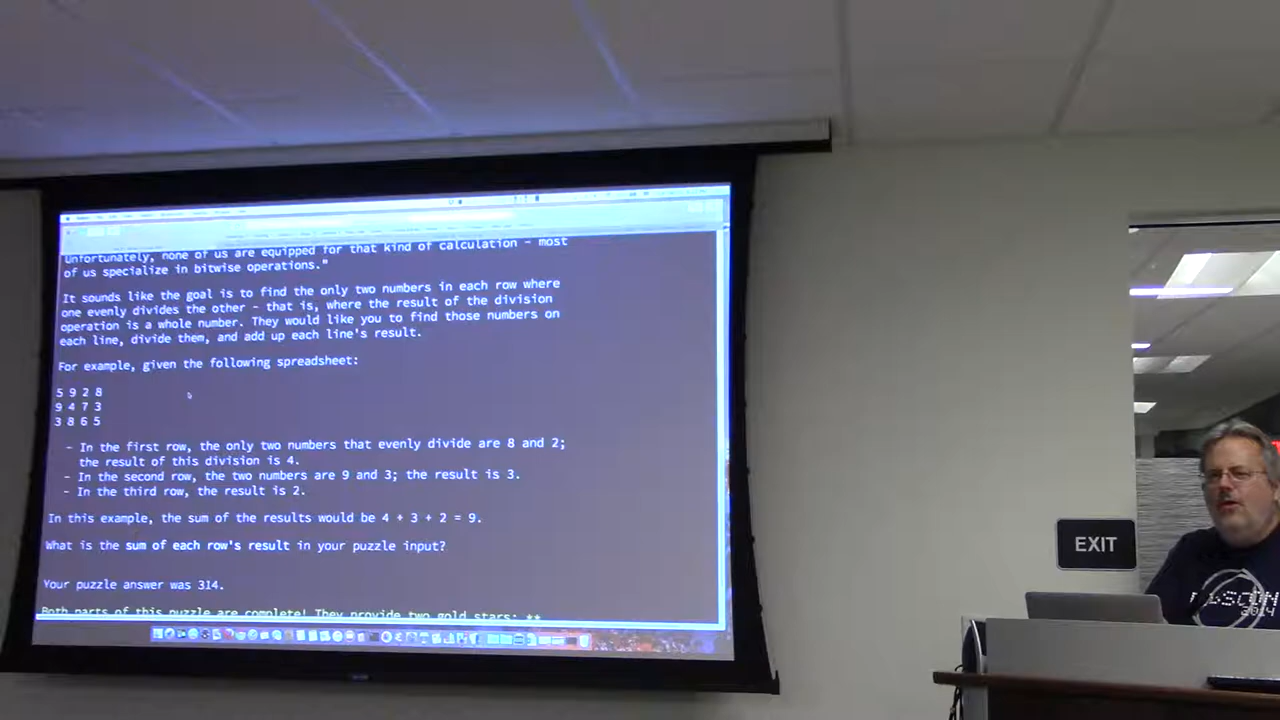 Unfortunately, none of us are equipped for that kind of calculation - most
of us specialize in bitwise operations."
It sounds like the goal is to find the only two numbers in each row where
one evenly divides the other - that is, where the result of the division
operation is a whole number. They would like you to find those numbers on
each line, divide them, and add up each line's result.
For example, given the following spreadsheet:
5 9 2 8
9 4 7 3
3 8 6 5
- In the first row, the only two numbers that evenly divide are 8 and 2;
the result of this division is 4.
- In the second row, the two numbers are 9 and 3; the result is 3.
- In the third row, the result is 2.
In this example, the sum of the results would be 4 + 3 + 2 = 9.
What is the sum of each row's result in your puzzle input?
Your puzzle answer was 314.
Both parts of this puzzle are complete! They provide two gold stars: **
EXIT
2014